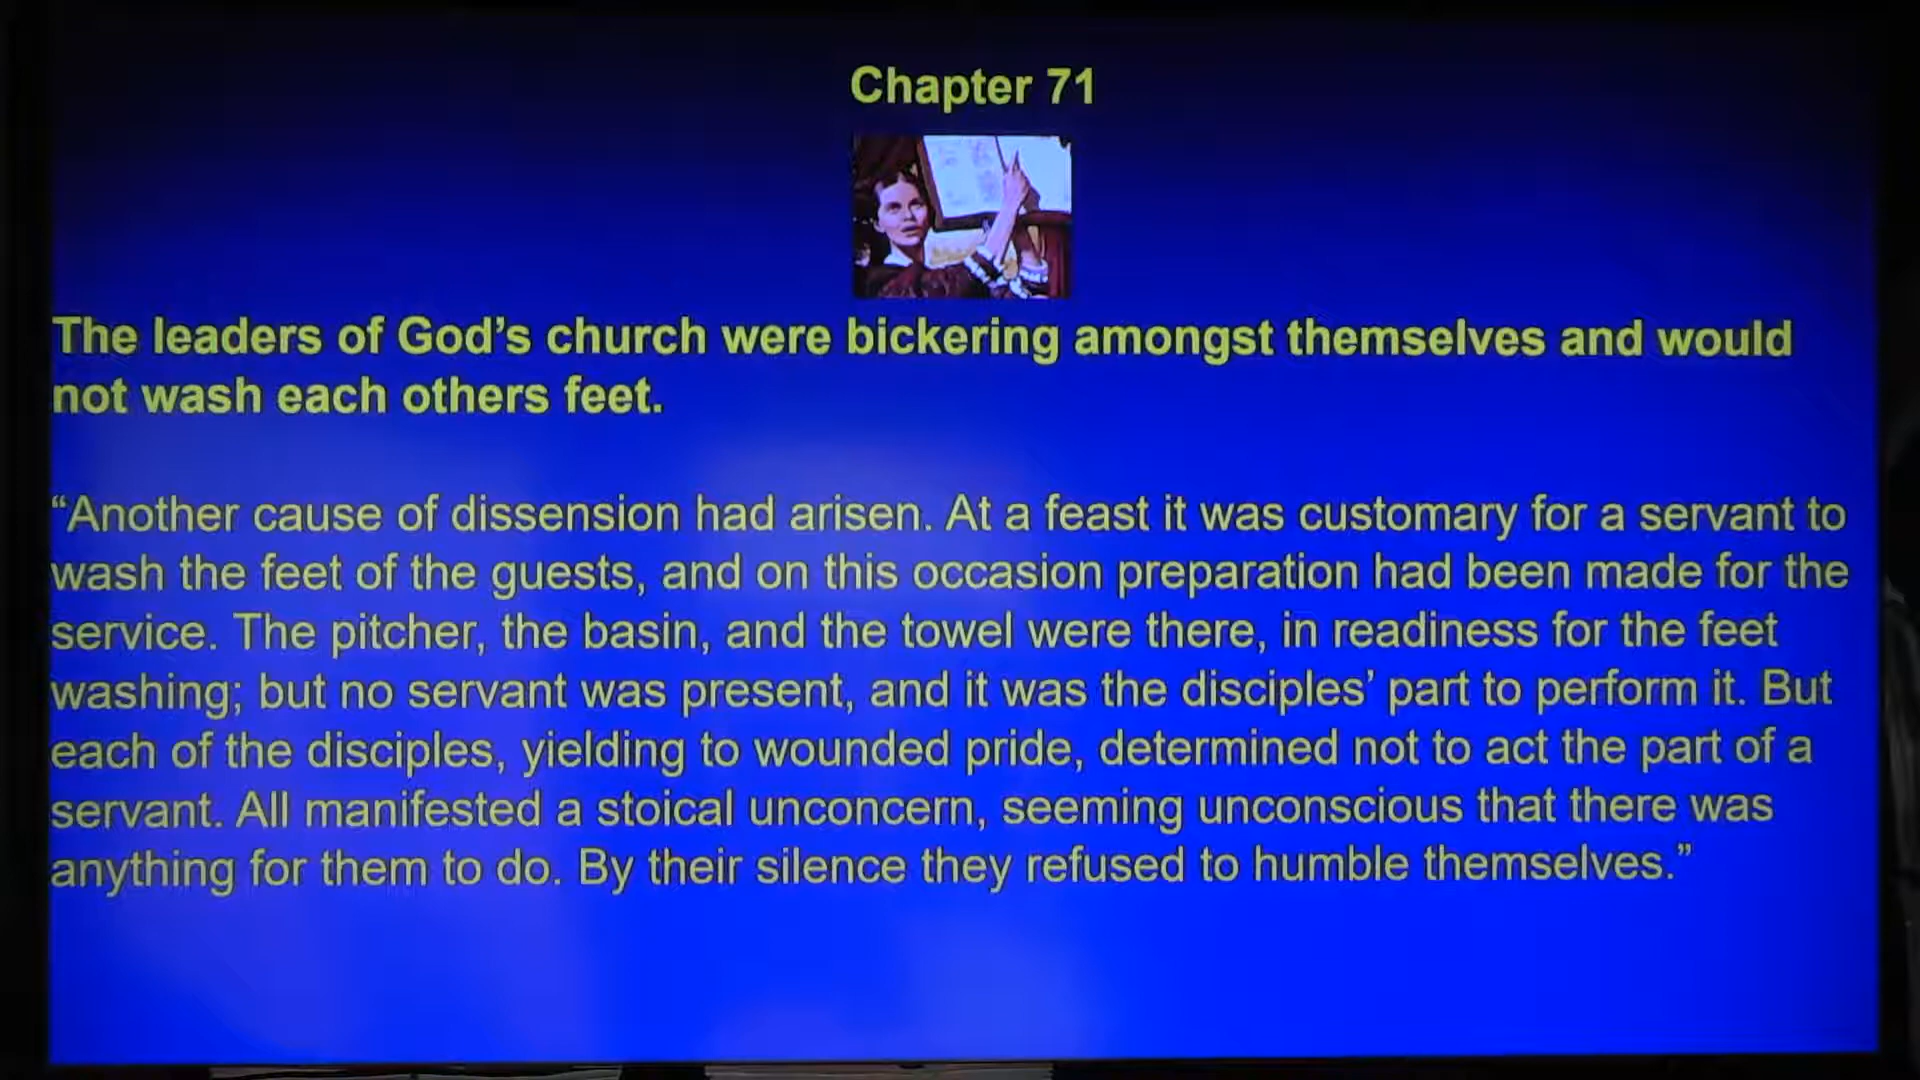 Chapter 71
The leaders of God’s church were bickering amongst themselves and would
not wash each others feet.
“Another cause of dissension had arisen. At a feast it was customary for a servant to
wash the feet of the guests, and on this occasion preparation had been made for the
service. The pitcher, the basin, and the towel were there, in readiness for the feet
washing; but no servant was present, and it was the disciples’ part to perform it. But
each of the disciples, yielding to wounded pride, determined not to act the part of a
servant. All manifested a stoical unconcern, seeming unconscious that there was
anything for them to do. By their silence they refused to humble themselves.”